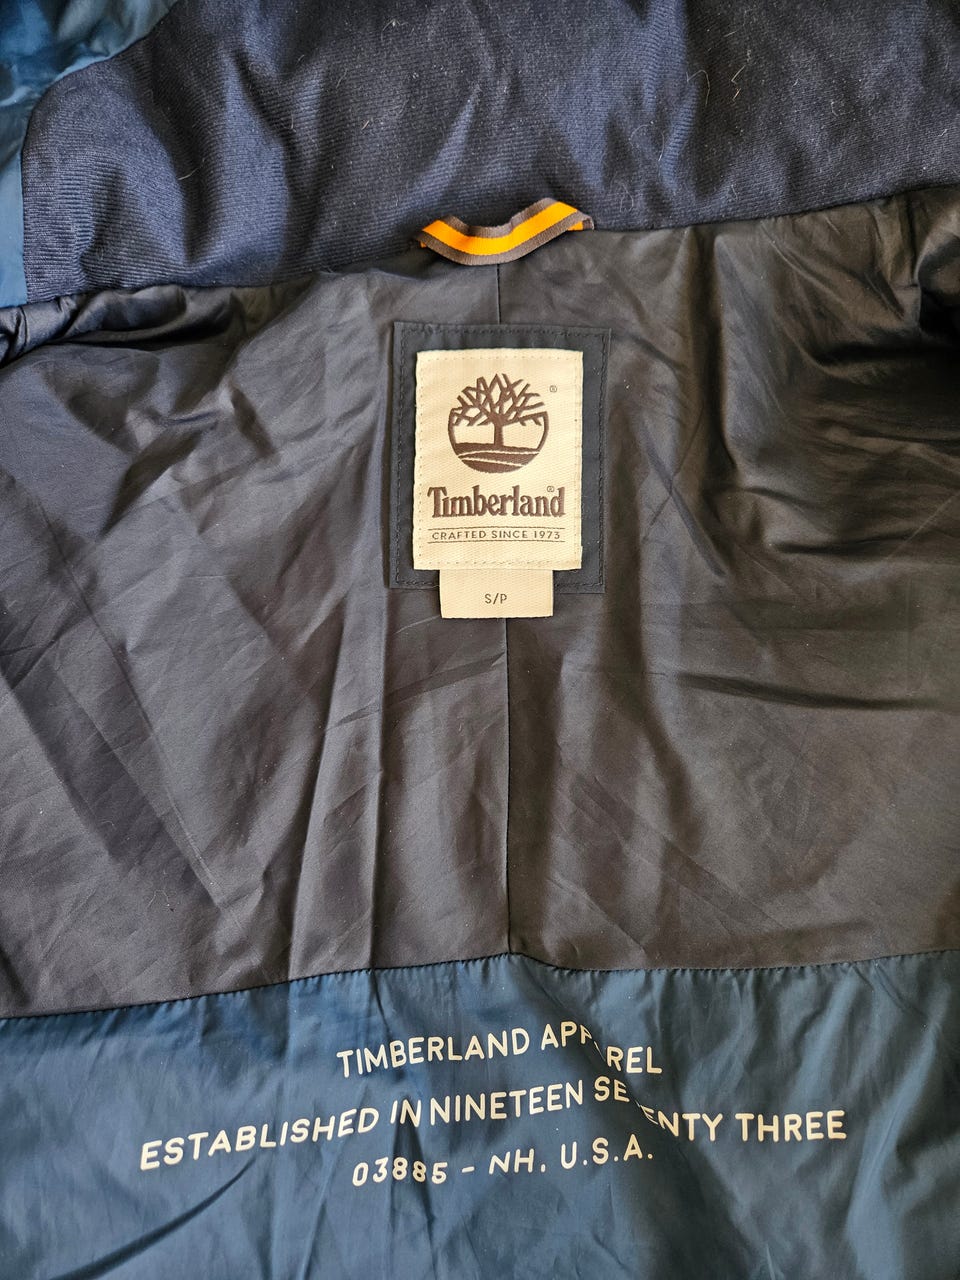 ®
Timberland®
CRAFTED SINCE 1973
S/P
TIMBERLAND APPAREL
ESTABLISHED IN NINETEEN SEVENTY THREE
03885 - NH. U.S.A.